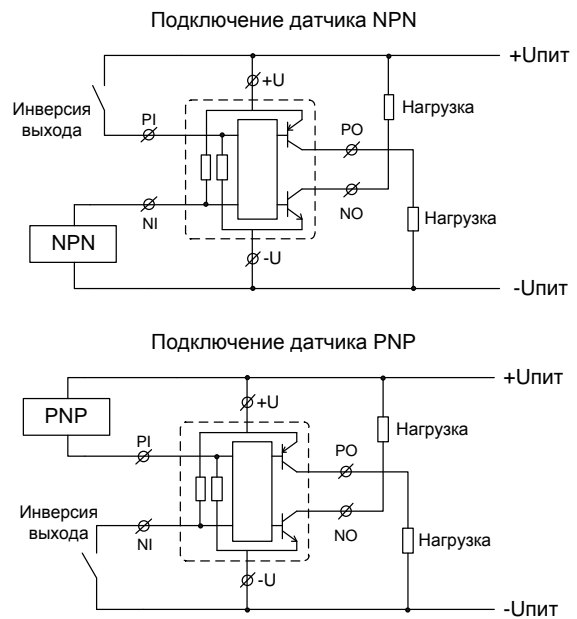 Подключение датчика NPN
+Uпит
+U
Нагрузка
Инверсия
выхода
PI
PO
NI
NO
NPN
Нагрузка
-U
-Uпит
Подключение датчика PNP
+Uпит
PNP
+U
Нагрузка
PI
PO
Инверсия
выхода
NI
NO
Нагрузка
-U
-Uпит